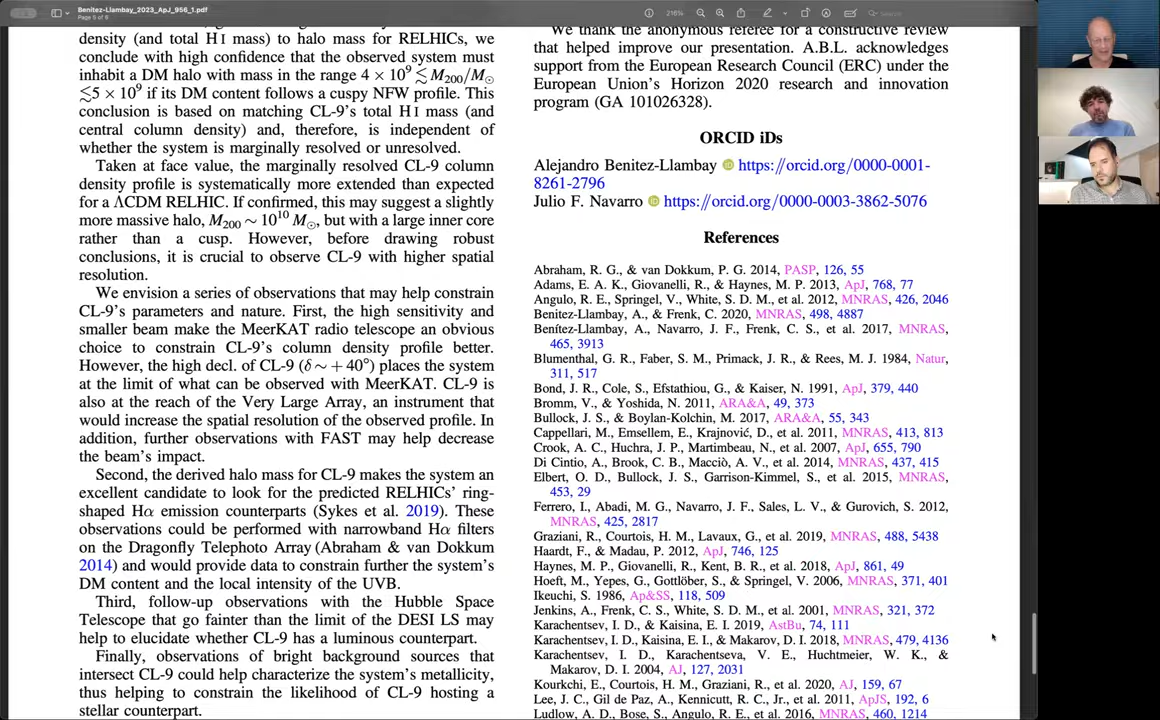 Benitez-Llambay_2023_ApJ_956_1.pdf
Page 5 of 6
216%
Search
density (and total H I mass) to halo mass for RELHICs, we
conclude with high confidence that the observed system must
inhabit a DM halo with mass in the range 4 × 10⁹ ≲ M₂₀₀/M⊙
≲5 × 10⁹ if its DM content follows a cuspy NFW profile. This
conclusion is based on matching CL-9's total H I mass (and
central column density) and, therefore, is independent of
whether the system is marginally resolved or unresolved.
Taken at face value, the marginally resolved CL-9 column
density profile is systematically more extended than expected
for a ΛCDM RELHIC. If confirmed, this may suggest a slightly
more massive halo, M₂₀₀ ∼ 10¹⁰ M⊙, but with a large inner core
rather than a cusp. However, before drawing robust
conclusions, it is crucial to observe CL-9 with higher spatial
resolution.
We envision a series of observations that may help constrain
CL-9's parameters and nature. First, the high sensitivity and
smaller beam make the MeerKAT radio telescope an obvious
choice to constrain CL-9's column density profile better.
However, the high decl. of CL-9 (δ ∼ + 40°) places the system
at the limit of what can be observed with MeerKAT. CL-9 is
also at the reach of the Very Large Array, an instrument that
would increase the spatial resolution of the observed profile. In
addition, further observations with FAST may help decrease
the beam's impact.
Second, the derived halo mass for CL-9 makes the system an
excellent candidate to look for the predicted RELHICs' ring-
shaped Hα emission counterparts (Sykes et al. 2019). These
observations could be performed with narrowband Hα filters
on the Dragonfly Telephoto Array (Abraham & van Dokkum
2014) and would provide data to constrain further the system's
DM content and the local intensity of the UVB.
Third, follow-up observations with the Hubble Space
Telescope that go fainter than the limit of the DESI LS may
help to elucidate whether CL-9 has a luminous counterpart.
Finally, observations of bright background sources that
intersect CL-9 could help characterize the system's metallicity,
thus helping to constrain the likelihood of CL-9 hosting a
stellar counterpart.
We thank the anonymous referee for a constructive review
that helped improve our presentation. A.B.L. acknowledges
support from the European Research Council (ERC) under the
European Union's Horizon 2020 research and innovation
program (GA 101026328).
ORCID iDs
Alejandro Benitez-Llambay iD https://orcid.org/0000-0001-
8261-2796
Julio F. Navarro iD https://orcid.org/0000-0003-3862-5076
References
Abraham, R. G., & van Dokkum, P. G. 2014, PASP, 126, 55
Adams, E. A. K., Giovanelli, R., & Haynes, M. P. 2013, ApJ, 768, 77
Angulo, R. E., Springel, V., White, S. D. M., et al. 2012, MNRAS, 426, 2046
Benitez-Llambay, A., & Frenk, C. 2020, MNRAS, 498, 4887
Benítez-Llambay, A., Navarro, J. F., Frenk, C. S., et al. 2017, MNRAS,
465, 3913
Blumenthal, G. R., Faber, S. M., Primack, J. R., & Rees, M. J. 1984, Natur,
311, 517
Bond, J. R., Cole, S., Efstathiou, G., & Kaiser, N. 1991, ApJ, 379, 440
Bromm, V., & Yoshida, N. 2011, ARA&A, 49, 373
Bullock, J. S., & Boylan-Kolchin, M. 2017, ARA&A, 55, 343
Cappellari, M., Emsellem, E., Krajnović, D., et al. 2011, MNRAS, 413, 813
Crook, A. C., Huchra, J. P., Martimbeau, N., et al. 2007, ApJ, 655, 790
Di Cintio, A., Brook, C. B., Macciò, A. V., et al. 2014, MNRAS, 437, 415
Elbert, O. D., Bullock, J. S., Garrison-Kimmel, S., et al. 2015, MNRAS,
453, 29
Ferrero, I., Abadi, M. G., Navarro, J. F., Sales, L. V., & Gurovich, S. 2012,
MNRAS, 425, 2817
Graziani, R., Courtois, H. M., Lavaux, G., et al. 2019, MNRAS, 488, 5438
Haardt, F., & Madau, P. 2012, ApJ, 746, 125
Haynes, M. P., Giovanelli, R., Kent, B. R., et al. 2018, ApJ, 861, 49
Hoeft, M., Yepes, G., Gottlöber, S., & Springel, V. 2006, MNRAS, 371, 401
Ikeuchi, S. 1986, Ap&SS, 118, 509
Jenkins, A., Frenk, C. S., White, S. D. M., et al. 2001, MNRAS, 321, 372
Karachentsev, I. D., & Kaisina, E. I. 2019, AstBu, 74, 111
Karachentsev, I. D., Kaisina, E. I., & Makarov, D. I. 2018, MNRAS, 479, 4136
Karachentsev, I. D., Karachentseva, V. E., Huchtmeier, W. K., &
Makarov, D. I. 2004, AJ, 127, 2031
Kourkchi, E., Courtois, H. M., Graziani, R., et al. 2020, AJ, 159, 67
Lee, J. C., Gil de Paz, A., Kennicutt, R. C., Jr., et al. 2011, ApJS, 192, 6
Ludlow, A. D., Bose, S., Angulo, R. E., et al. 2016, MNRAS, 460, 1214